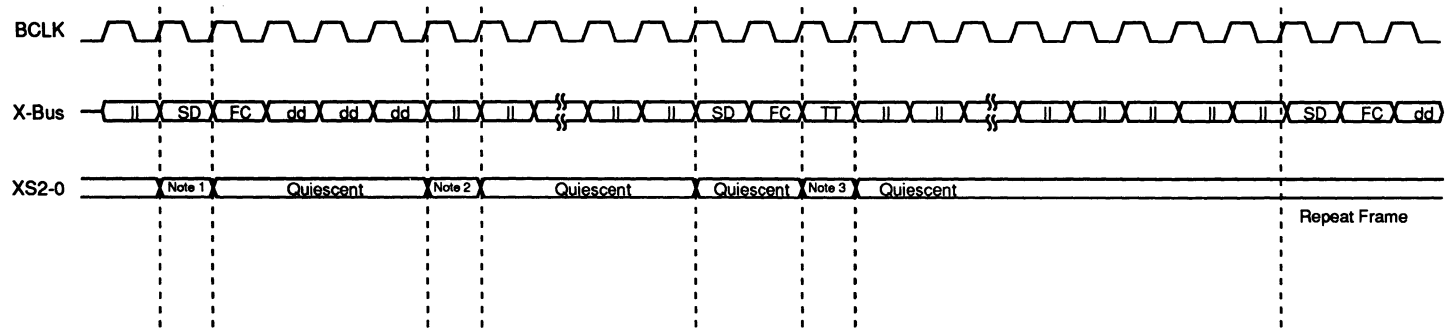 BCLK
X-Bus II SD FC dd dd dd II II II II SD FC TT II II II II II II II SD FC dd
XS2-0 Note 1 Quiescent Note 2 Quiescent Quiescent Note 3 Quiescent
Repeat Frame